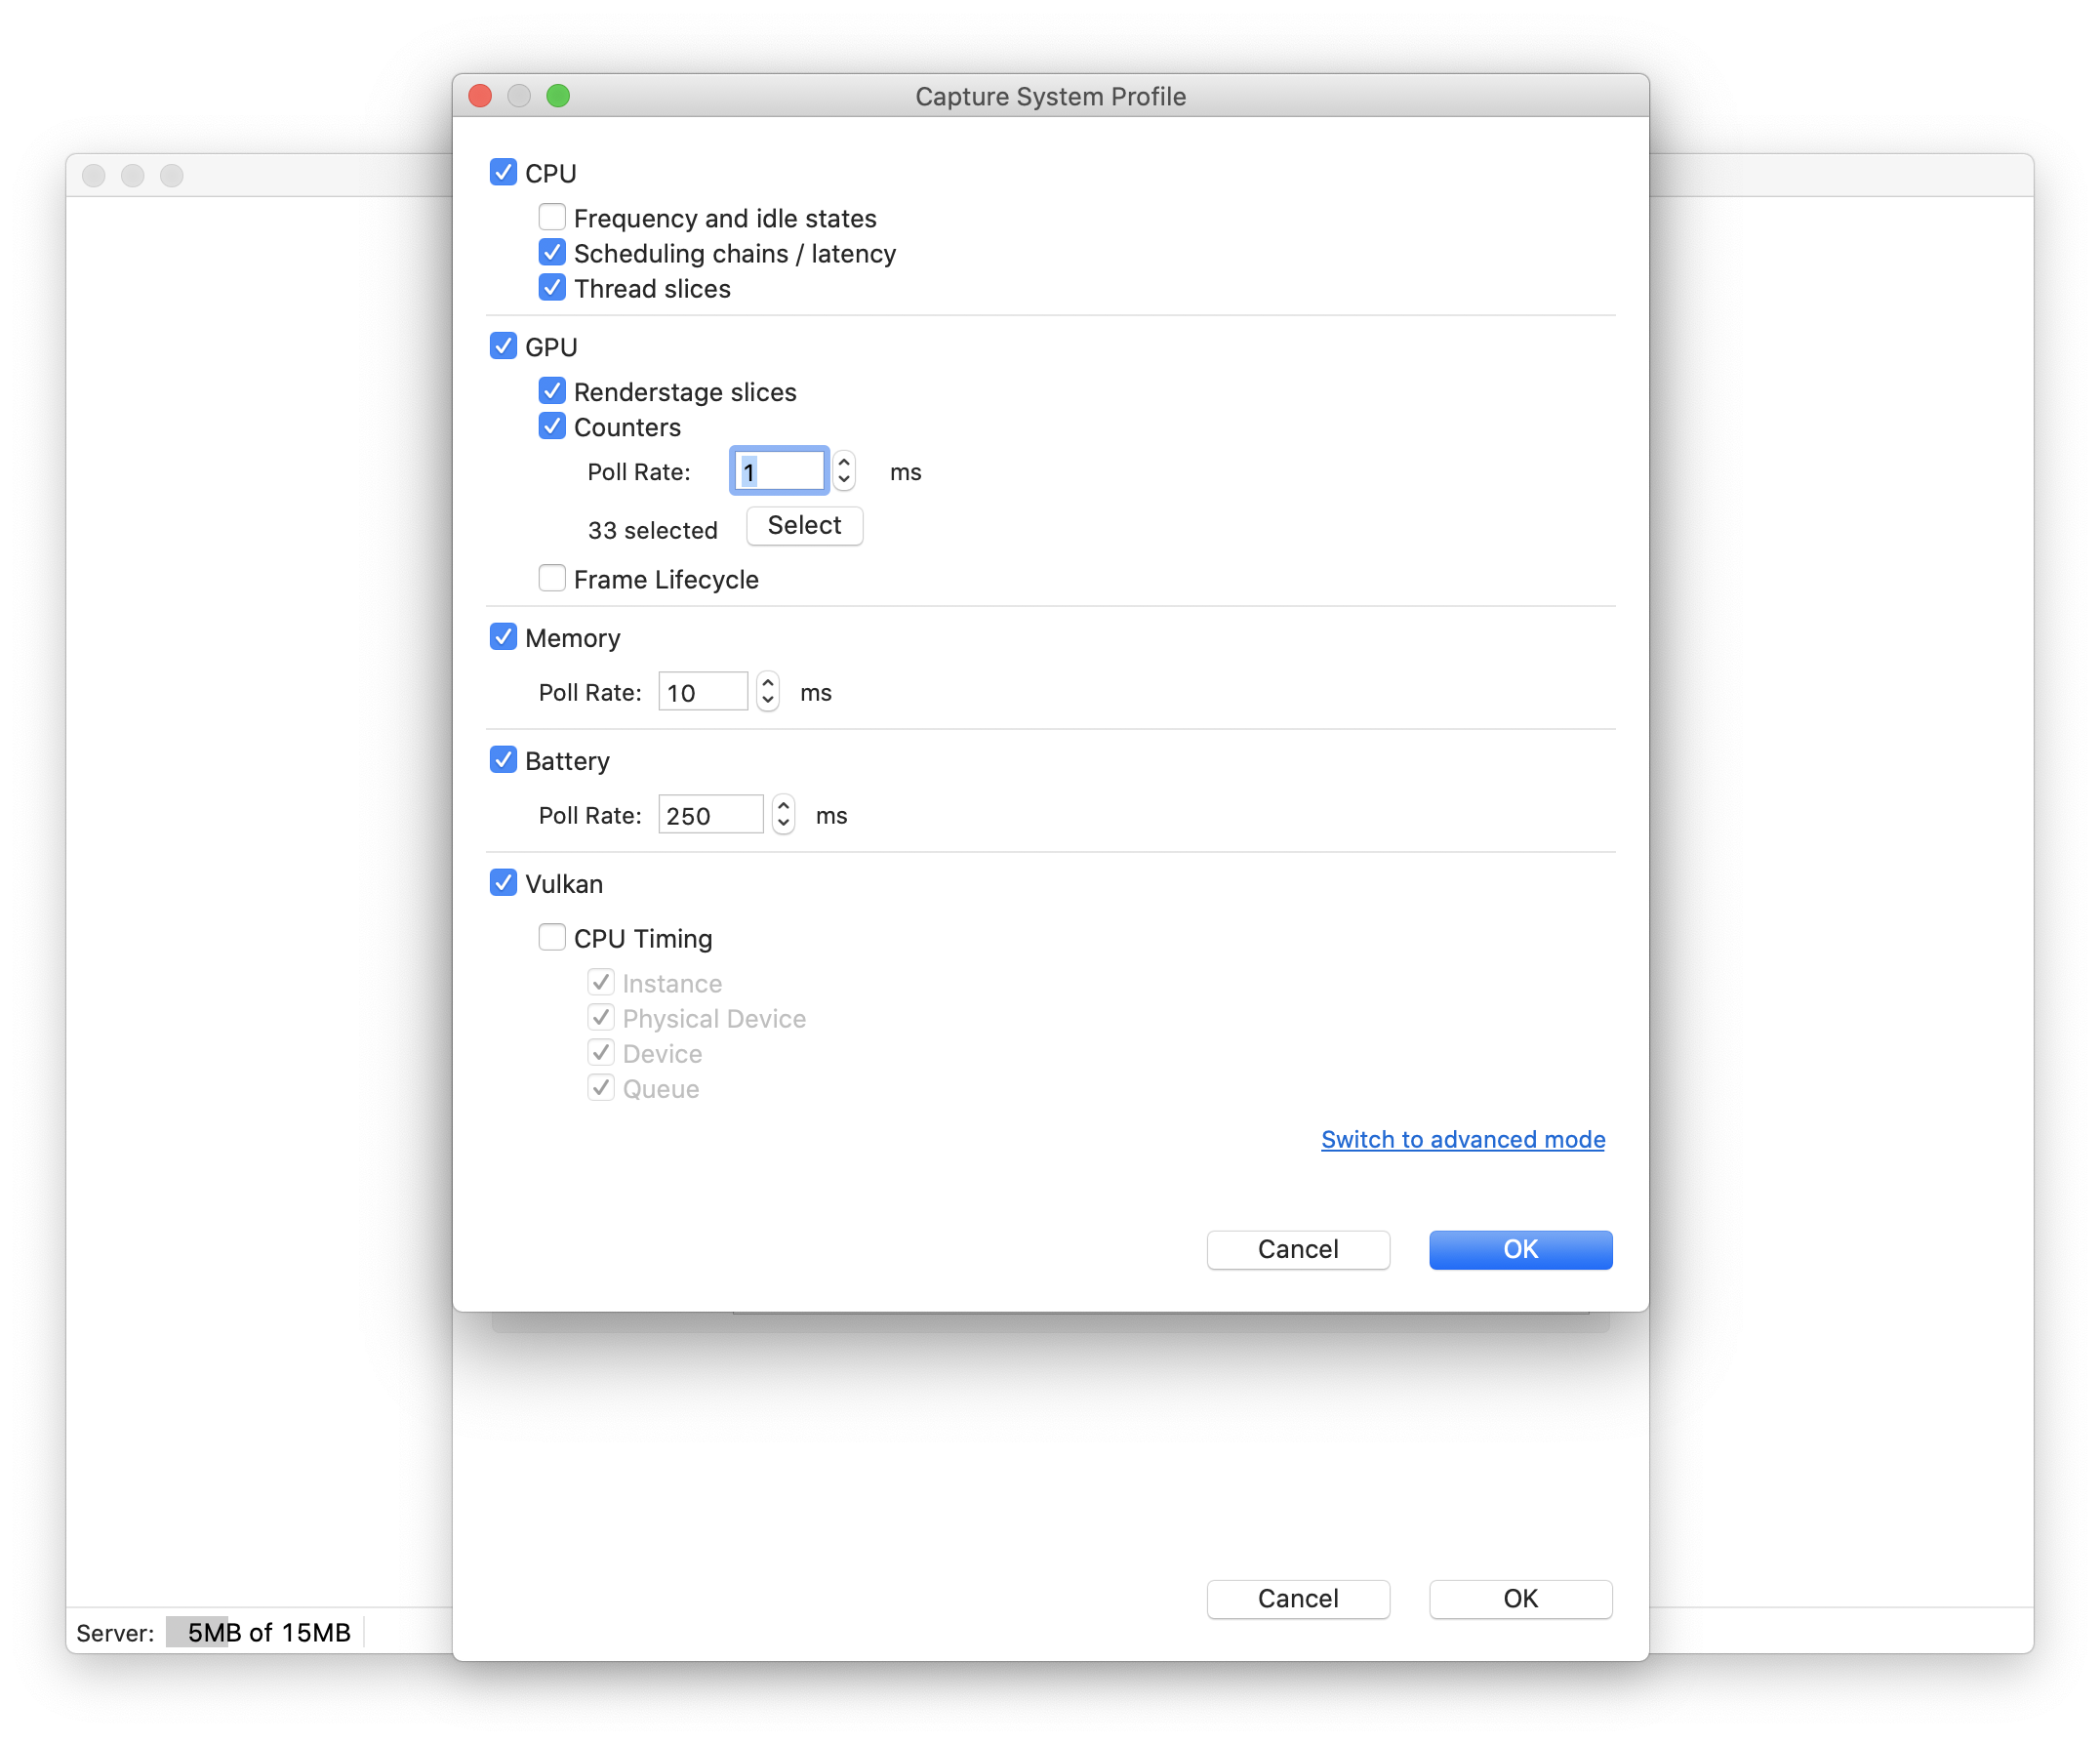 Capture System Profile
CPU
Frequency and idle states
Scheduling chains / latency
Thread slices
GPU
Renderstage slices
Counters
Poll Rate: 1 ms
33 selected Select
Frame Lifecycle
Memory
Poll Rate: 10 ms
Battery
Poll Rate: 250 ms
Vulkan
CPU Timing
Instance
Physical Device
Device
Queue
Switch to advanced mode
Cancel OK
Cancel OK
Server: 5MB of 15MB